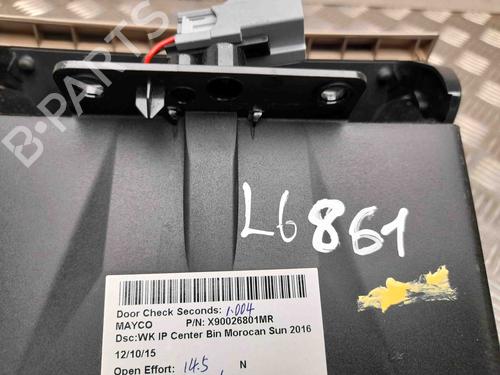 B-PARTS
L6861
Door Check Seconds: 1.004
MAYCO P/N: X90026801MR
Dsc:WK IP Center Bin Morocan Sun 2016
12/10/15 N
Open Effort: 14.5